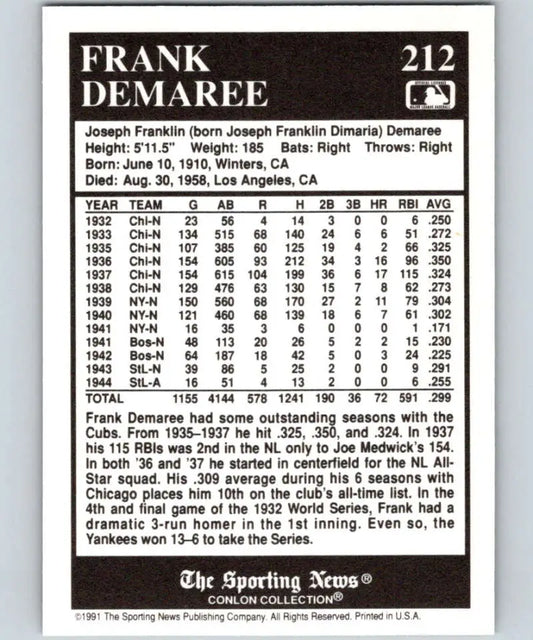 FRANK
DEMAREE
212
OFFICIAL LICENSEE
MAJOR LEAGUE BASEBALL
Joseph Franklin (born Joseph Franklin Dimaria) Demaree
Height: 5'11.5" Weight: 185 Bats: Right Throws: Right
Born: June 10, 1910, Winters, CA
Died: Aug. 30, 1958, Los Angeles, CA
YEAR TEAM G AB R H 2B 3B HR RBI AVG
1932 Chi-N 23 56 4 14 3 0 0 6 .250
1933 Chi-N 134 515 68 140 24 6 6 51 .272
1935 Chi-N 107 385 60 125 19 4 2 66 .325
1936 Chi-N 154 605 93 212 34 3 16 96 .350
1937 Chi-N 154 615 104 199 36 6 17 115 .324
1938 Chi-N 129 476 63 130 15 7 8 62 .273
1939 NY-N 150 560 68 170 27 2 11 79 .304
1940 NY-N 121 460 68 139 18 6 7 61 .302
1941 NY-N 16 35 3 6 0 0 0 1 .171
1941 Bos-N 48 113 20 26 5 2 2 15 .230
1942 Bos-N 64 187 18 42 5 0 3 24 .225
1943 StL-N 39 86 5 25 2 0 0 9 .291
1944 StL-A 16 51 4 13 2 0 0 6 .255
TOTAL 1155 4144 578 1241 190 36 72 591 .299
Frank Demaree had some outstanding seasons with the
Cubs. From 1935–1937 he hit .325, .350, and .324. In 1937
his 115 RBIs was 2nd in the NL only to Joe Medwick's 154.
In both '36 and '37 he started in centerfield for the NL All-
Star squad. His .309 average during his 6 seasons with
Chicago places him 10th on the club's all-time list. In the
4th and final game of the 1932 World Series, Frank had a
dramatic 3-run homer in the 1st inning. Even so, the
Yankees won 13–6 to take the Series.
The Sporting News®
CONLON COLLECTION®
©1991 The Sporting News Publishing Company. All Rights Reserved. Printed in U.S.A.